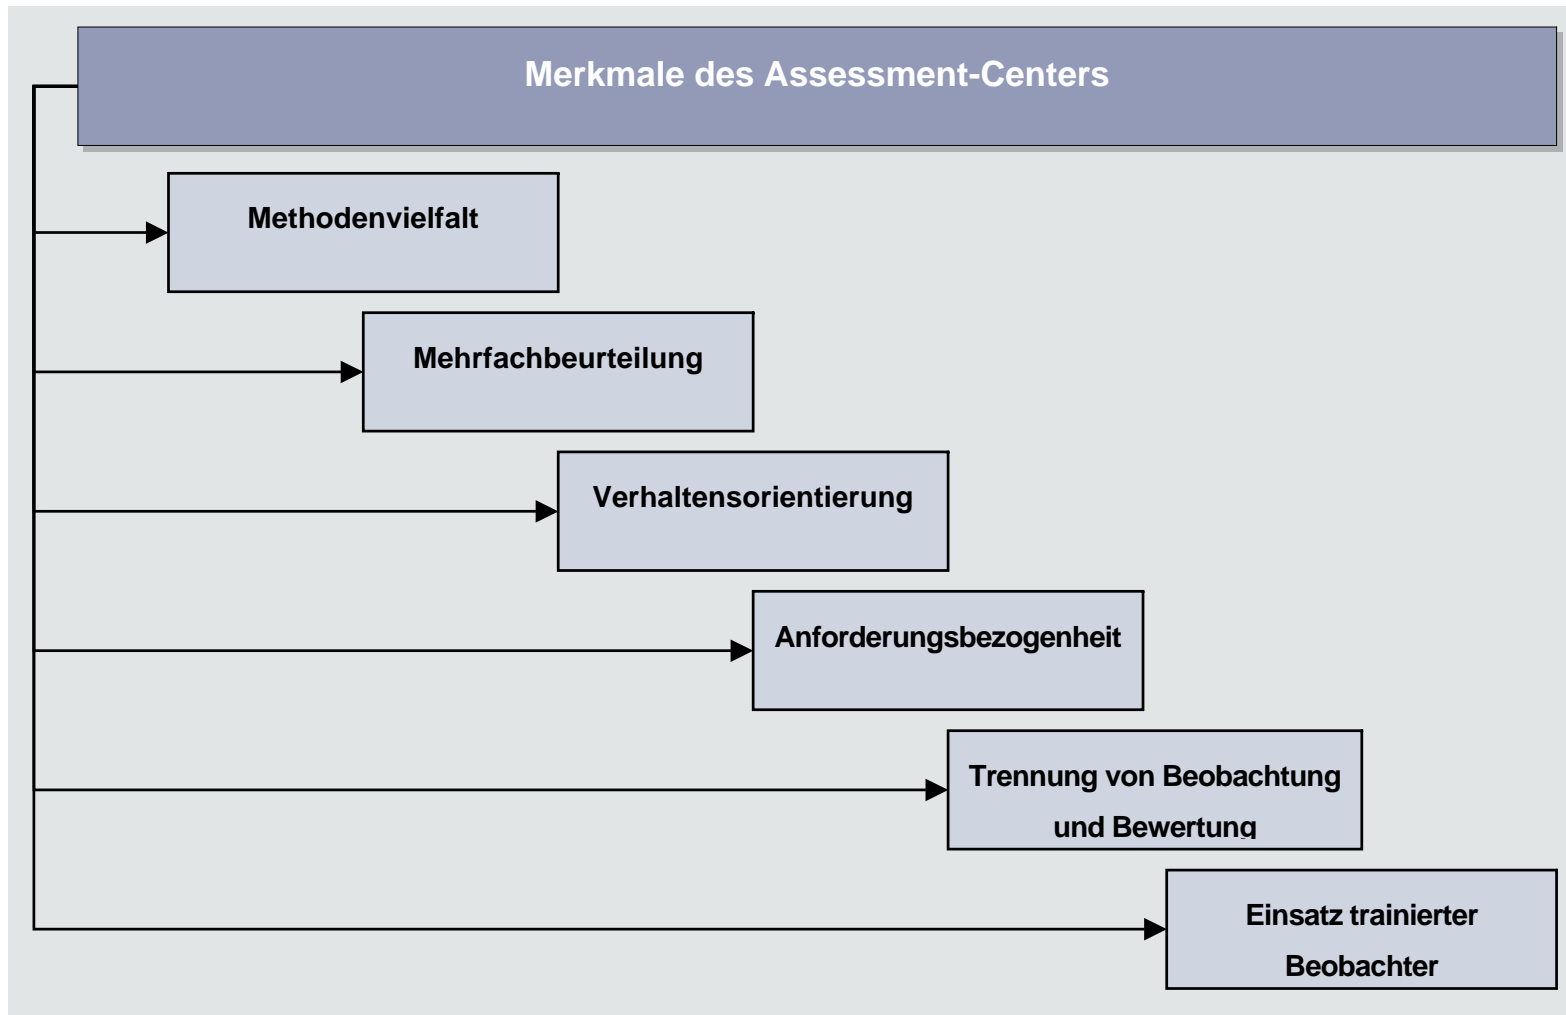 Merkmale des Assessment-Centers
Methodenvielfalt
Mehrfachbeurteilung
Verhaltensorientierung
Anforderungsbezogenheit
Trennung von Beobachtung
und Bewertung
Einsatz trainierter
Beobachter